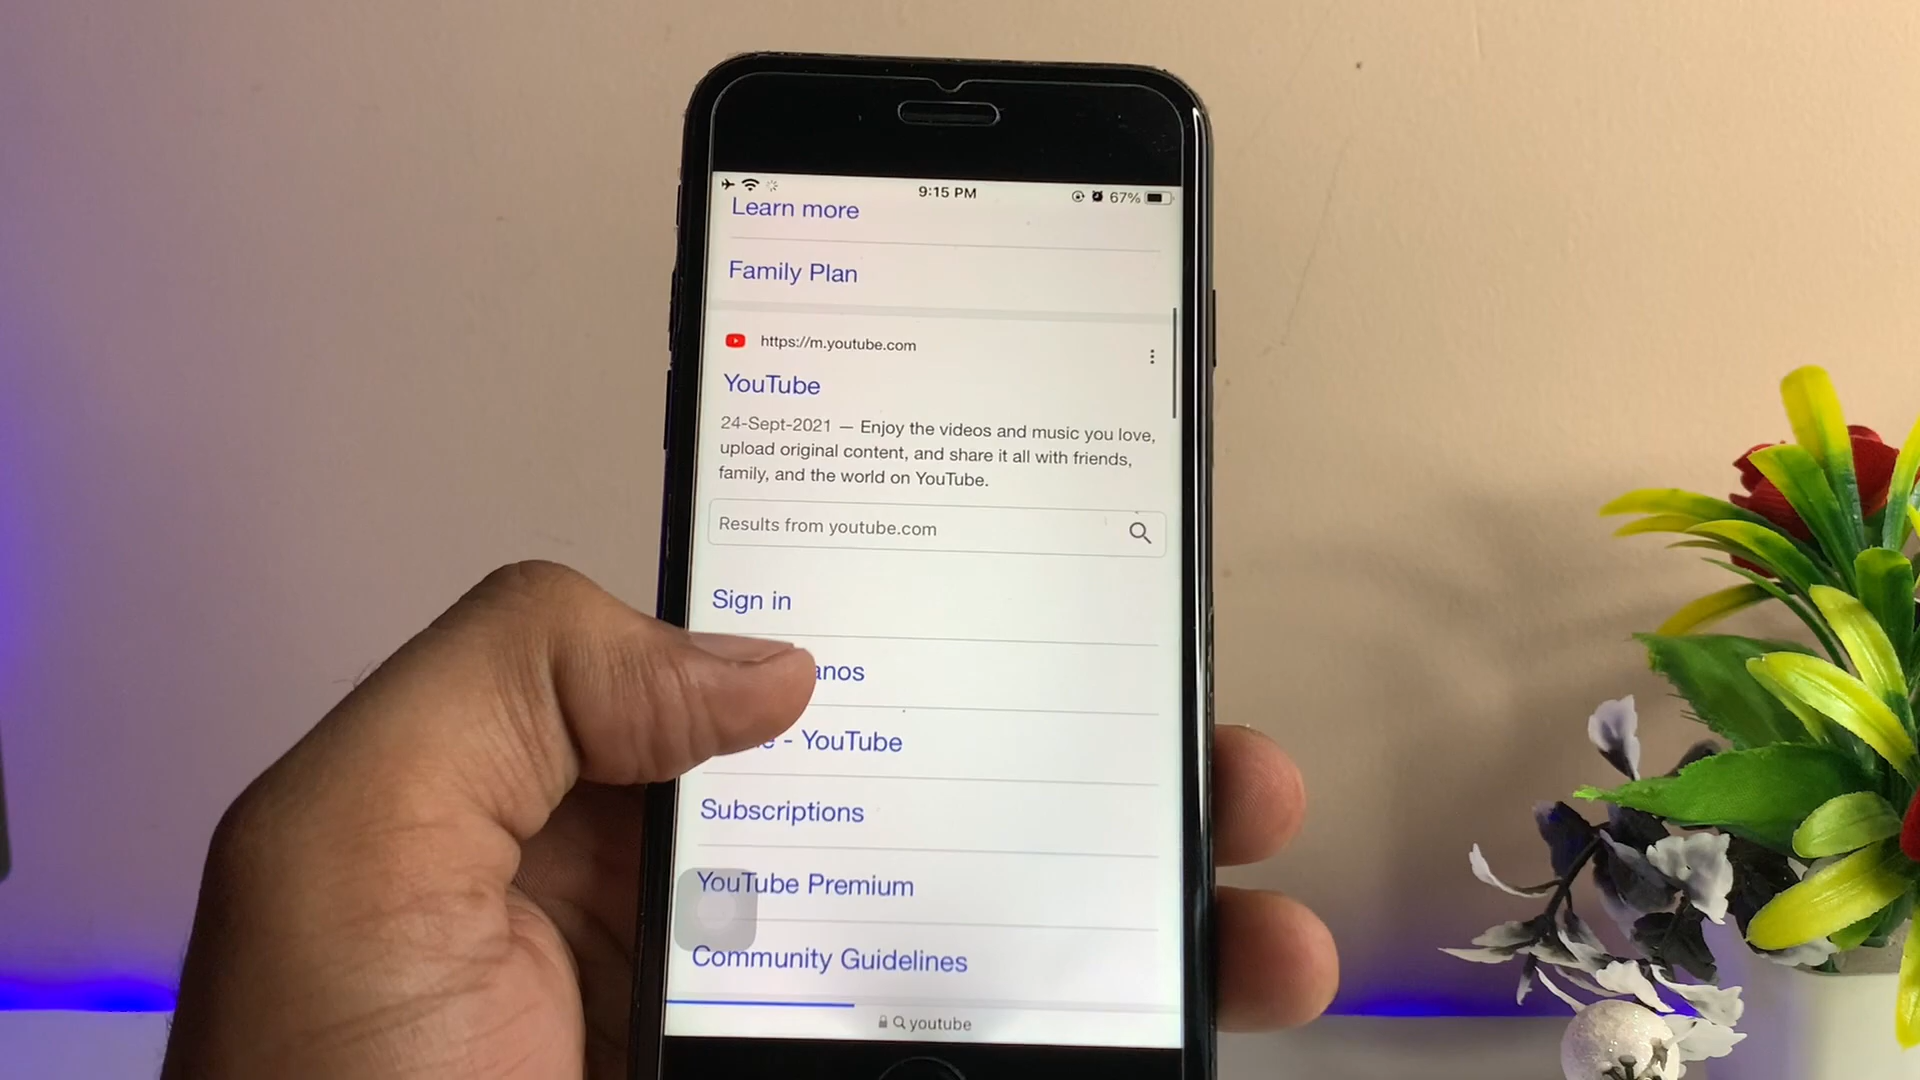 9:15 PM
67%
Learn more
Family Plan
https://m.youtube.com
YouTube
24-Sept-2021 — Enjoy the videos and music you love,
upload original content, and share it all with friends,
family, and the world on YouTube.
Results from youtube.com
Sign in
anos
- YouTube
Subscriptions
YouTube Premium
Community Guidelines
youtube